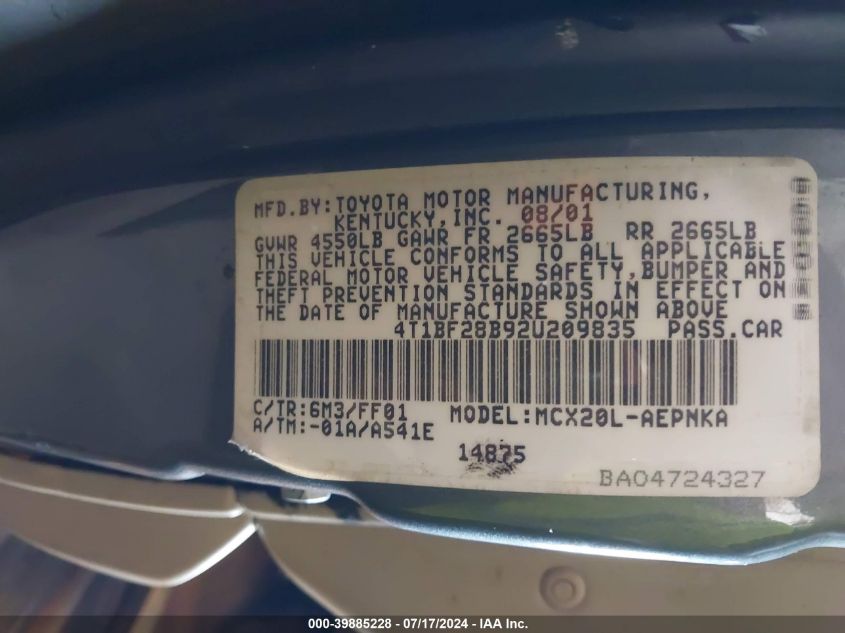 MFD.BY:TOYOTA MOTOR MANUFACTURING,
KENTUCKY,INC. 08/01
GVWR 4550LB GAWR FR 2665LB RR 2665LB
THIS VEHICLE CONFORMS TO ALL APPLICABLE
FEDERAL MOTOR VEHICLE SAFETY,BUMPER AND
THEFT PREVENTION STANDARDS IN EFFECT ON
THE DATE OF MANUFACTURE SHOWN ABOVE
4T1BF28B92U209835 PASS.CAR
C/TR:6M3/FF01 MODEL:MCX20L-AEPNKA
A/TM:-01A/A541E
14875
BAO4724327
000-39885228 - 07/17/2024 - IAA Inc.